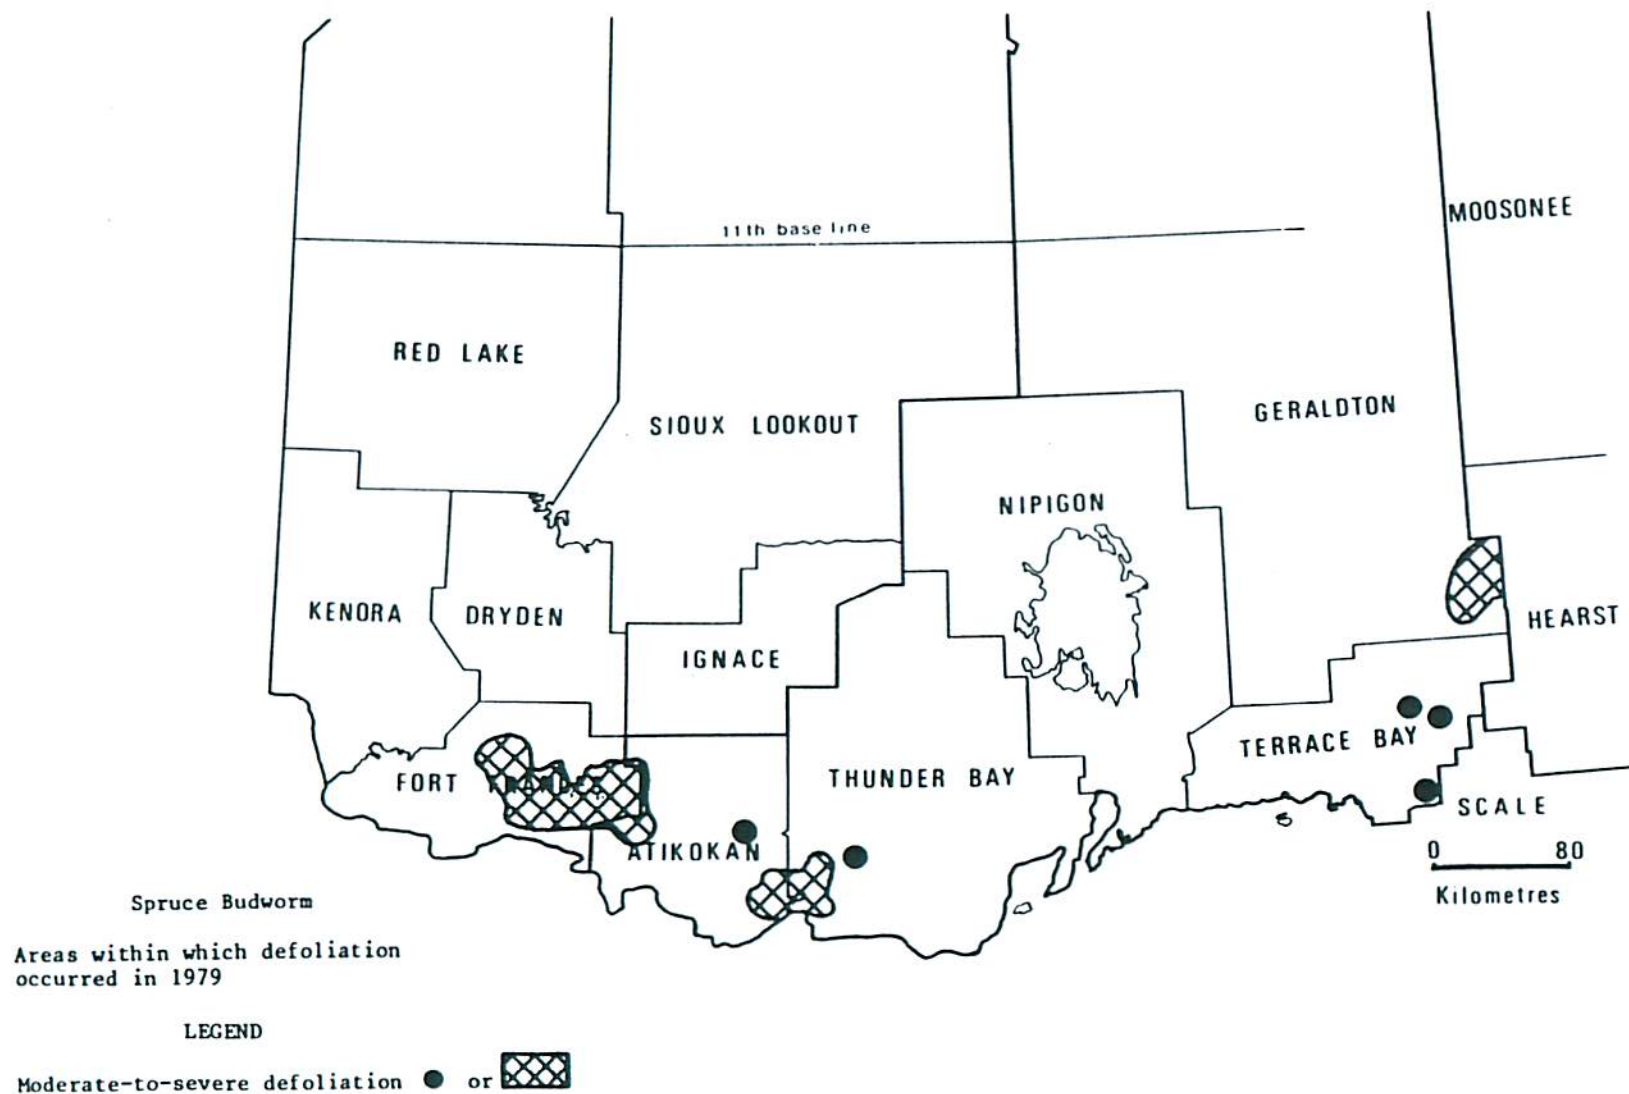 MOOSONEE
11th base line
RED LAKE
GERALDTON
SIOUX LOOKOUT
NIPIGON
KENORA
DRYDEN
HEARST
IGNACE
TERRACE BAY
FORT
THUNDER BAY
SCALE
ATIKOKAN
0 80
Kilometres
Spruce Budworm
Areas within which defoliation
occurred in 1979
LEGEND
Moderate-to-severe defoliation
or